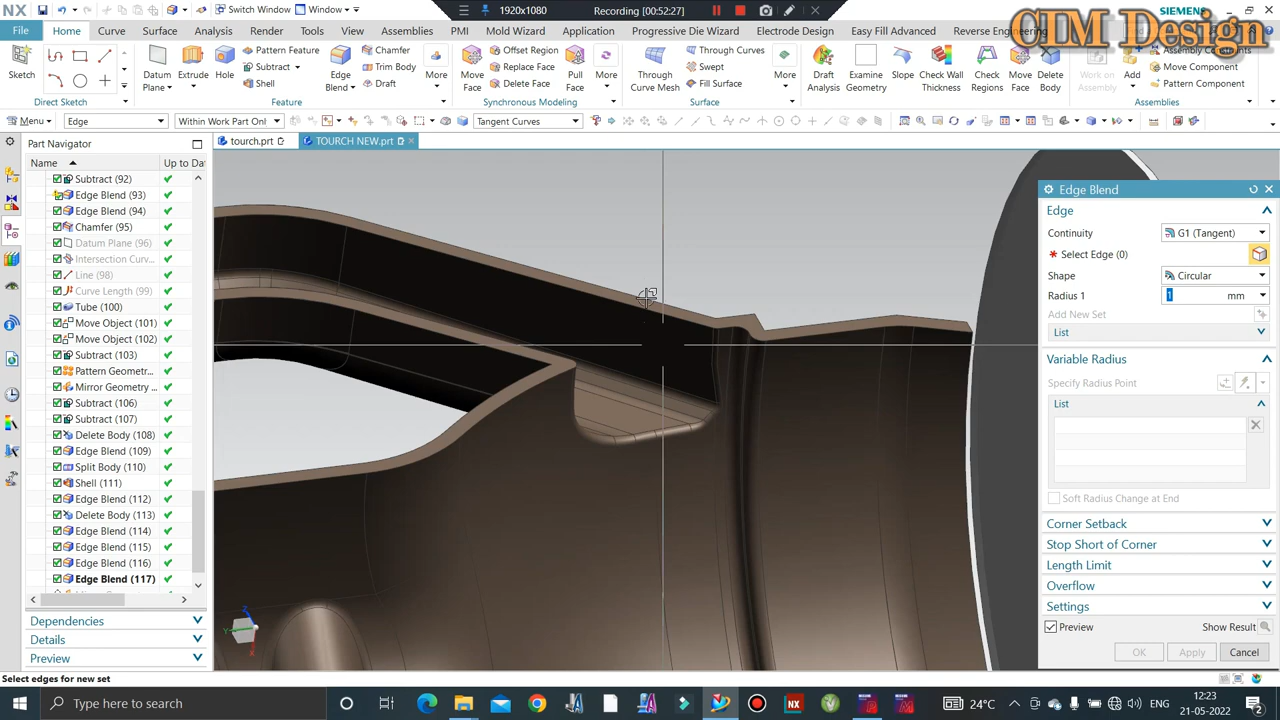 NX
Switch Window
Window
1920x1080
Recording [00:52:27]
SIEMENS
CIM Design
File
Home
Curve
Surface
Analysis
Render
Tools
View
Assemblies
PMI
Mold Wizard
Application
Progressive Die Wizard
Electrode Design
Easy Fill Advanced
Reverse Engineering
Sketch
Direct Sketch
Datum Plane
Extrude
Hole
Pattern Feature
Subtract
Shell
Edge Blend
Chamfer
Trim Body
Draft
More
Feature
Move Face
Offset Region
Replace Face
Delete Face
Pull Face
More
Synchronous Modeling
Through Curve Mesh
Through Curves
Swept
Fill Surface
More
Surface
Draft Analysis
Examine Geometry
Slope
Check Wall Thickness
Check Regions
Move Face
Delete Body
Work on Assembly
Add
Assembly Constraints
Move Component
Pattern Component
Assemblies
Menu
Edge
Within Work Part Onl
Tangent Curves
Part Navigator
tourch.prt
TOURCH NEW.prt
Name
Up to Da
Subtract (92)
Edge Blend (93)
Edge Blend (94)
Chamfer (95)
Datum Plane (96)
Intersection Curv...
Line (98)
Curve Length (99)
Tube (100)
Move Object (101)
Move Object (102)
Subtract (103)
Pattern Geometr...
Mirror Geometry ...
Subtract (106)
Subtract (107)
Delete Body (108)
Edge Blend (109)
Split Body (110)
Shell (111)
Edge Blend (112)
Delete Body (113)
Edge Blend (114)
Edge Blend (115)
Edge Blend (116)
Edge Blend (117)
Dependencies
Details
Preview
Z
Y
X
Edge Blend
Edge
Continuity
G1 (Tangent)
* Select Edge (0)
Shape
Circular
Radius 1
1
mm
Add New Set
List
Variable Radius
Specify Radius Point
List
Soft Radius Change at End
Corner Setback
Stop Short of Corner
Length Limit
Overflow
Settings
Preview
Show Result
OK
Apply
Cancel
Select edges for new set
Type here to search
24°C
ENG
12:23
21-05-2022